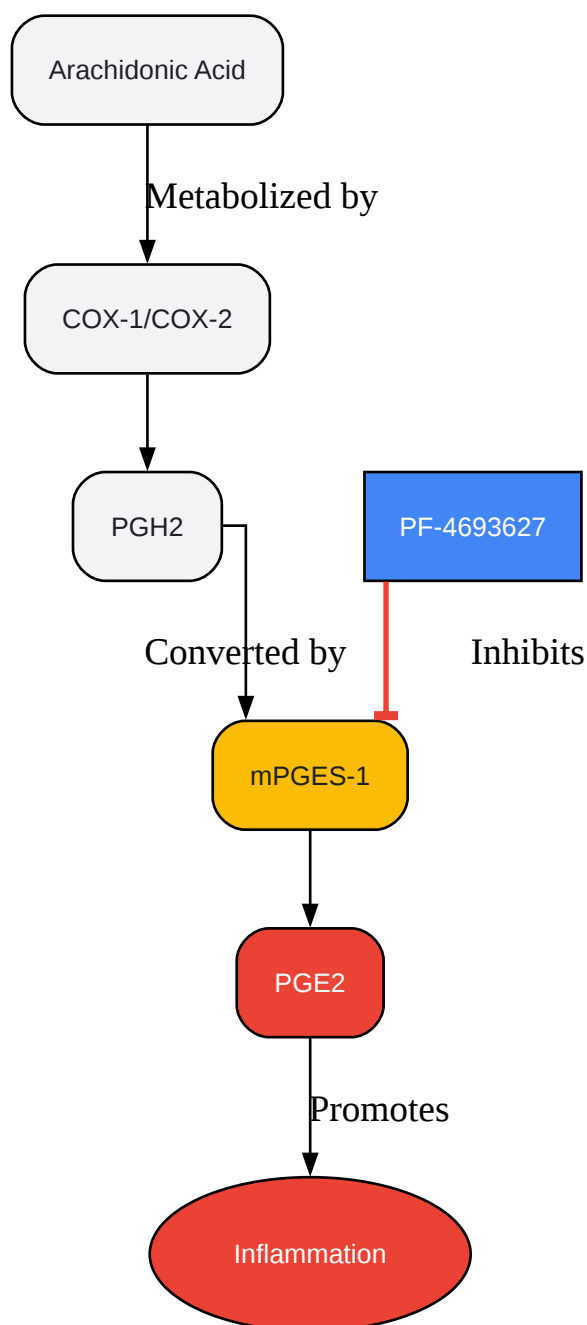 Arachidonic Acid
Metabolized by
COX-1/COX-2
PGH2
PF-4693627
Converted by
Inhibits
mPGES-1
PGE2
Promotes
Inflammation